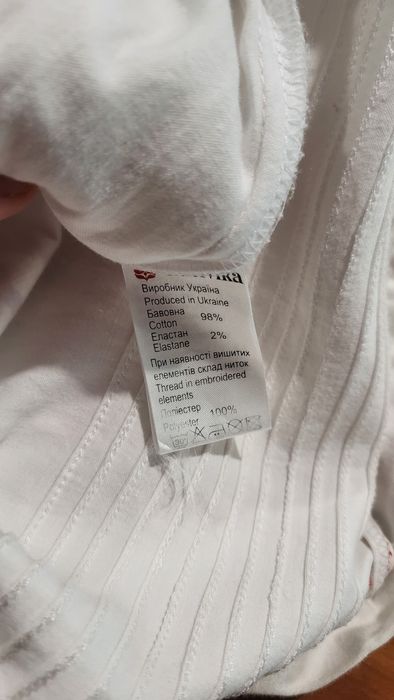 Виробник Україна
Produced in Ukraine
Бавовна
Cotton 98%
Еластан
Elastane 2%
При наявності вишитих
елементів склад ниток
Thread in embroidered
elements
Поліестер
Polyester 100%
30